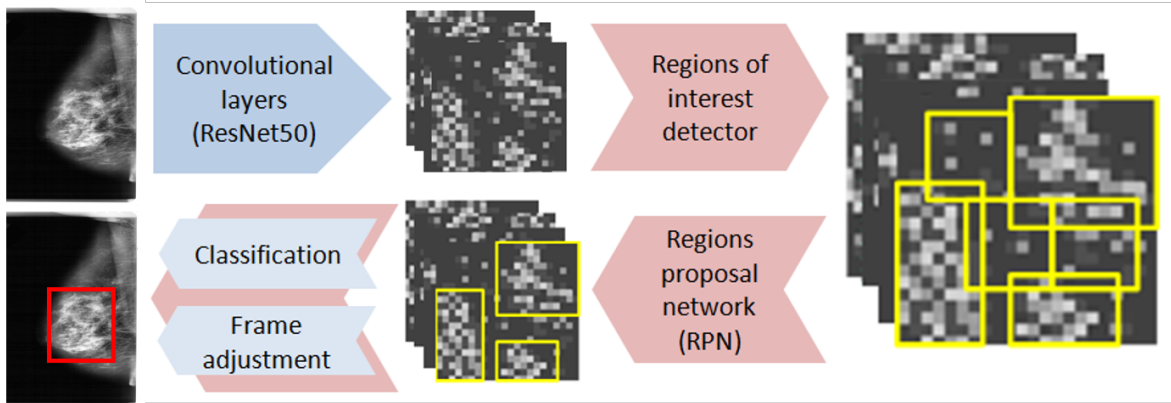 Convolutional
layers
(ResNet50)
Regions of
interest
detector
Classification
Frame
adjustment
Regions
proposal
network
(RPN)